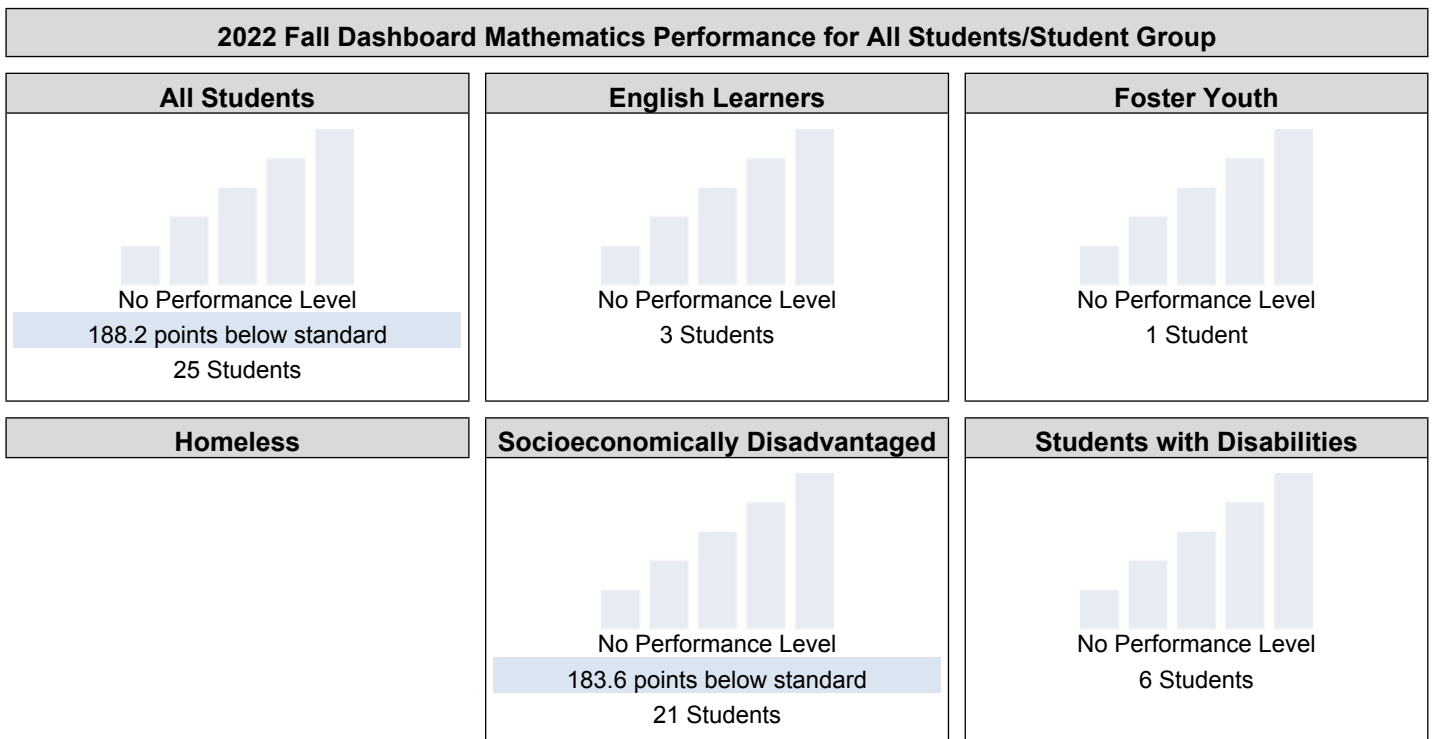 2022 Fall Dashboard Mathematics Performance for All Students/Student Group
All Students
No Performance Level
188.2 points below standard
25 Students
English Learners
No Performance Level
3 Students
Foster Youth
No Performance Level
1 Student
Homeless
Socioeconomically Disadvantaged
No Performance Level
183.6 points below standard
21 Students
Students with Disabilities
No Performance Level
6 Students